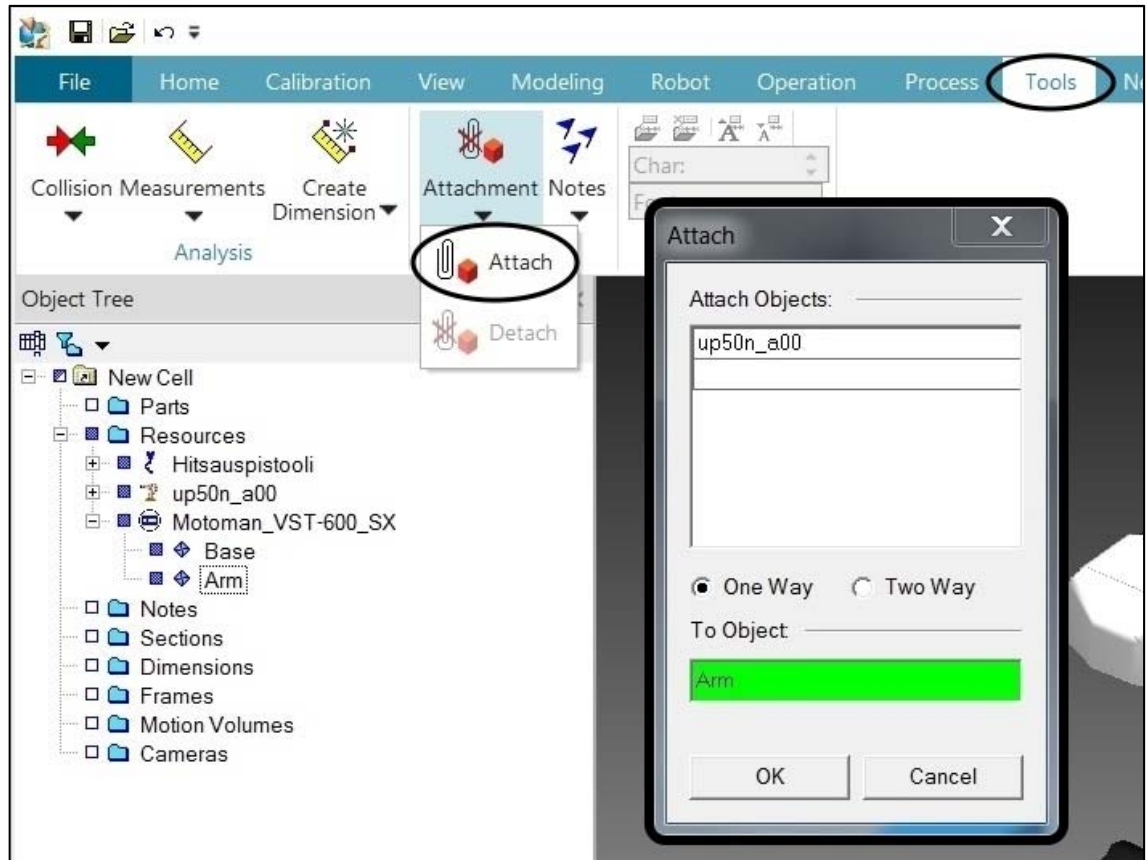 File Home Calibration View Modeling Robot Operation Process Tools
Collision Measurements Create Dimension Attachment Notes
Char:
Analysis
Attach
Detach
Object Tree
New Cell
Parts
Resources
Hitsauspistooli
up50n_a00
Motoman_VST-600_SX
Base
Arm
Notes
Sections
Dimensions
Frames
Motion Volumes
Cameras
Attach
X
Attach Objects:
up50n_a00
One Way Two Way
To Object:
Arm
OK Cancel